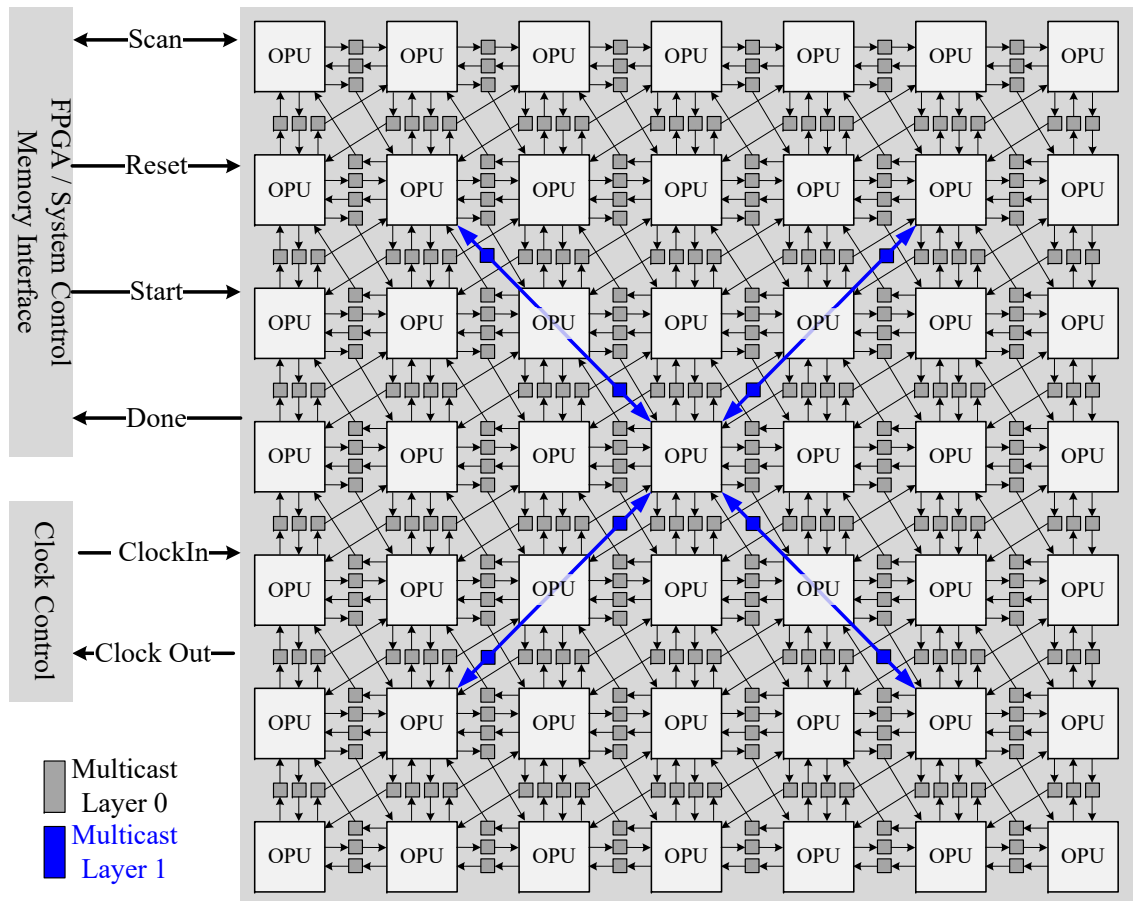 Scan
Reset
Start
Done
ClockIn
Clock Out
FPGA / System Control
Memory Interface
Clock Control
Multicast
Layer 0
Multicast
Layer 1
OPU OPU OPU OPU OPU OPU OPU
OPU OPU OPU OPU OPU OPU OPU
OPU OPU OPU OPU OPU OPU OPU
OPU OPU OPU OPU OPU OPU OPU
OPU OPU OPU OPU OPU OPU OPU
OPU OPU OPU OPU OPU OPU OPU
OPU OPU OPU OPU OPU OPU OPU